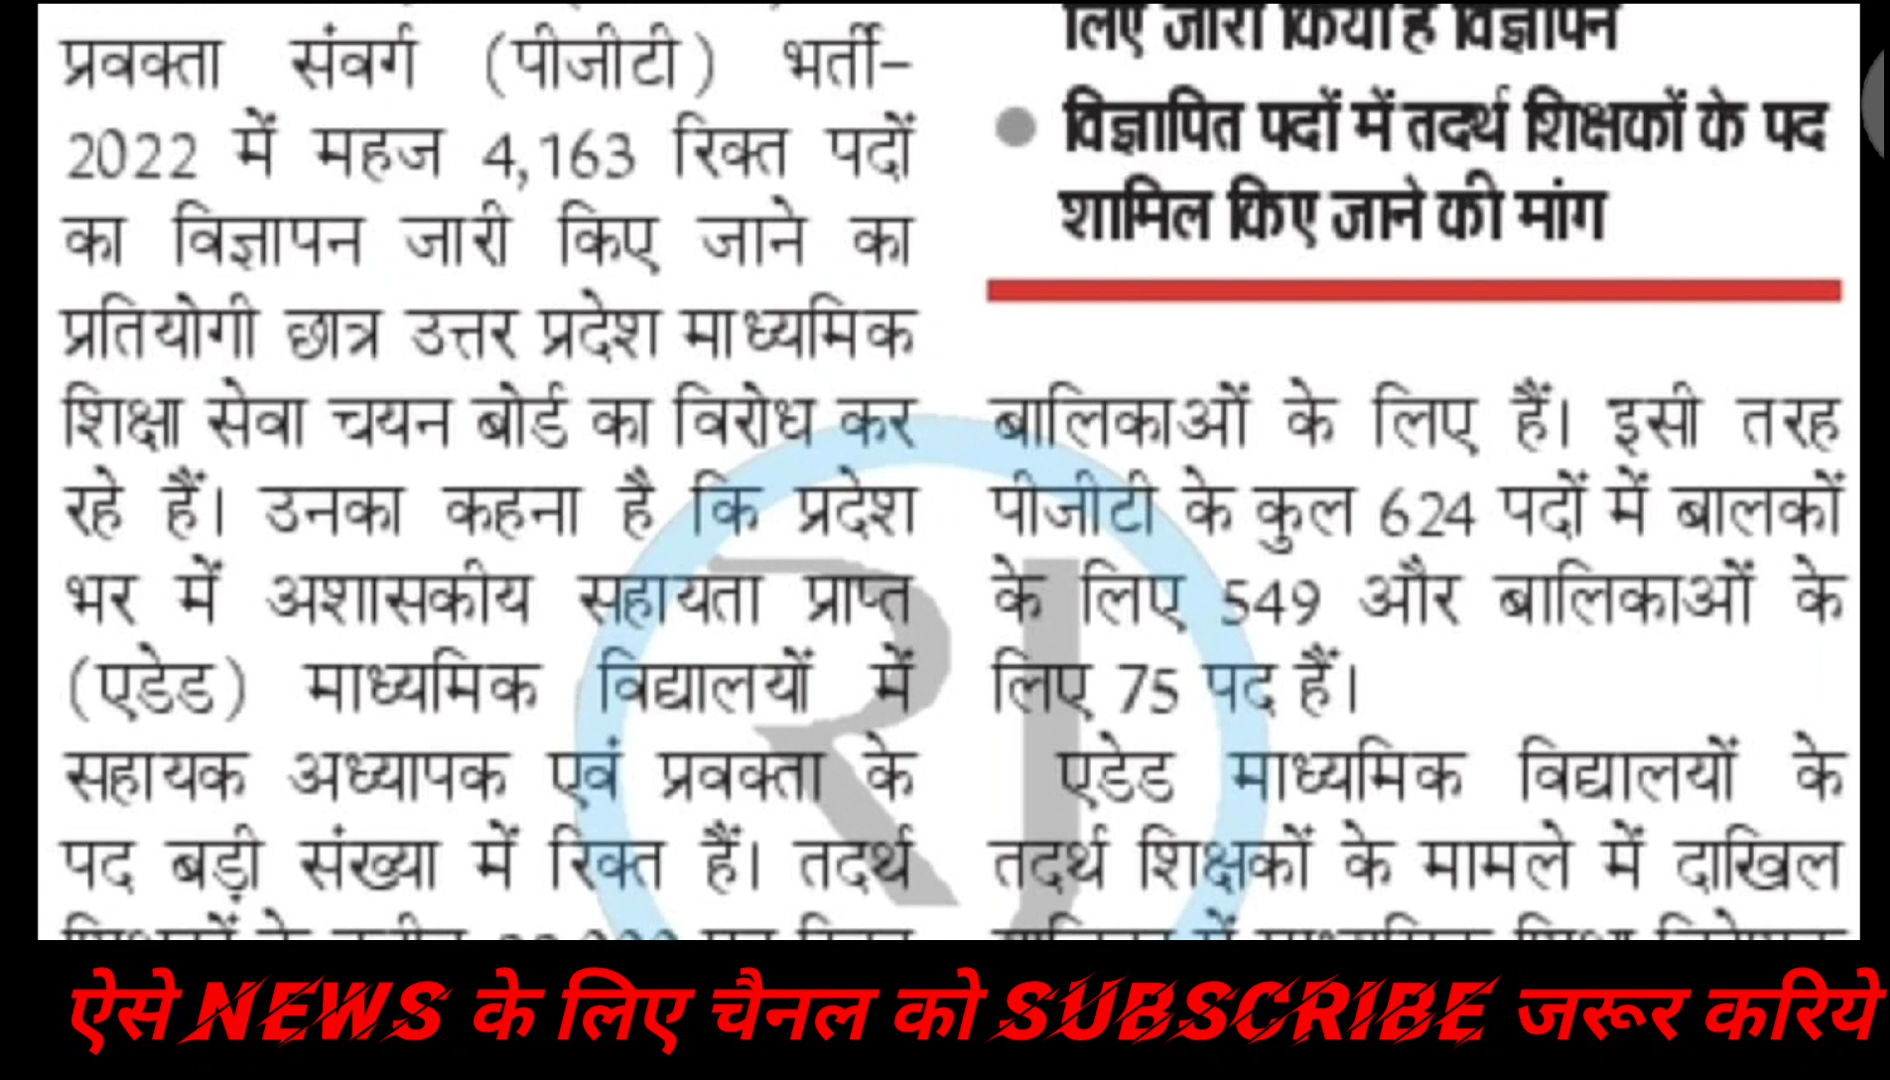 प्रवक्ता संवर्ग (पीजीटी) भर्ती-
2022 में महज 4,163 रिक्त पदों
का विज्ञापन जारी किए जाने का
प्रतियोगी छात्र उत्तर प्रदेश माध्यमिक
शिक्षा सेवा चयन बोर्ड का विरोध कर
रहे हैं। उनका कहना है कि प्रदेश
भर में अशासकीय सहायता प्राप्त
(एडेड) माध्यमिक विद्यालयों में
सहायक अध्यापक एवं प्रवक्ता के
पद बड़ी संख्या में रिक्त हैं। तदर्थ
लिए जारी किया है विज्ञापन
विज्ञापित पदों में तदर्थ शिक्षकों के पद
शामिल किए जाने की मांग
बालिकाओं के लिए हैं। इसी तरह
पीजीटी के कुल 624 पदों में बालकों
के लिए 549 और बालिकाओं के
लिए 75 पद हैं।
एडेड माध्यमिक विद्यालयों के
तदर्थ शिक्षकों के मामले में दाखिल
RI
ऐसे NEWS के लिए चैनल को SUBSCRIBE जरूर करिये